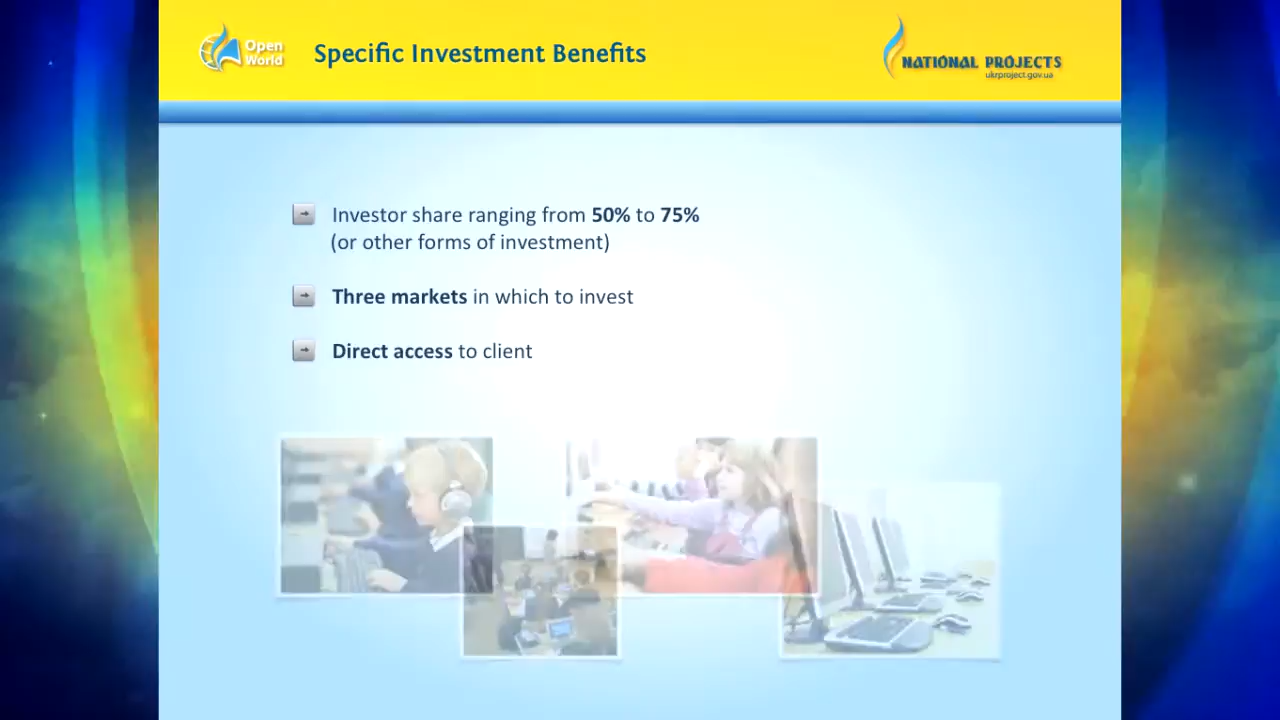 Open
World
Specific Investment Benefits
NATIONAL PROJECTS
ukrproject.gov.ua
Investor share ranging from 50% to 75%
(or other forms of investment)
Three markets in which to invest
Direct access to client